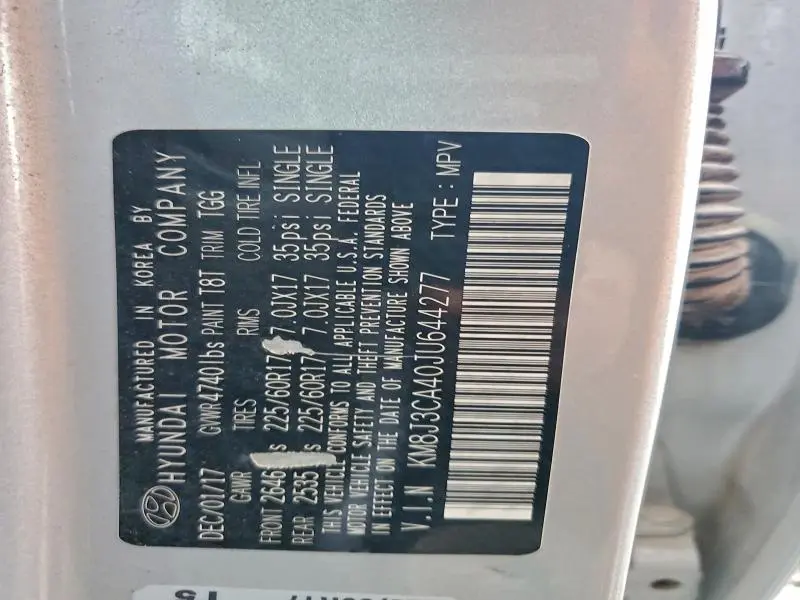 MANUFACTURED IN KOREA BY
HYUNDAI MOTOR COMPANY
DEC/01/17 GVWR 4740 lbs PAINT T8T TRIM TGG
GAWR TIRES RIMS COLD TIRE INFL
FRONT 2646 s 225/60R17 7.0JX17 35psi SINGLE
REAR 2535 s 225/60R17 7.0JX17 35psi SINGLE
THIS VEHICLE CONFORMS TO ALL APPLICABLE U.S.A. FEDERAL
MOTOR VEHICLE SAFETY AND THEFT PREVENTION STANDARDS
IN EFFECT ON THE DATE OF MANUFACTURE SHOWN ABOVE
V.I.N KM8J3CA40JU644277 TYPE : MPV